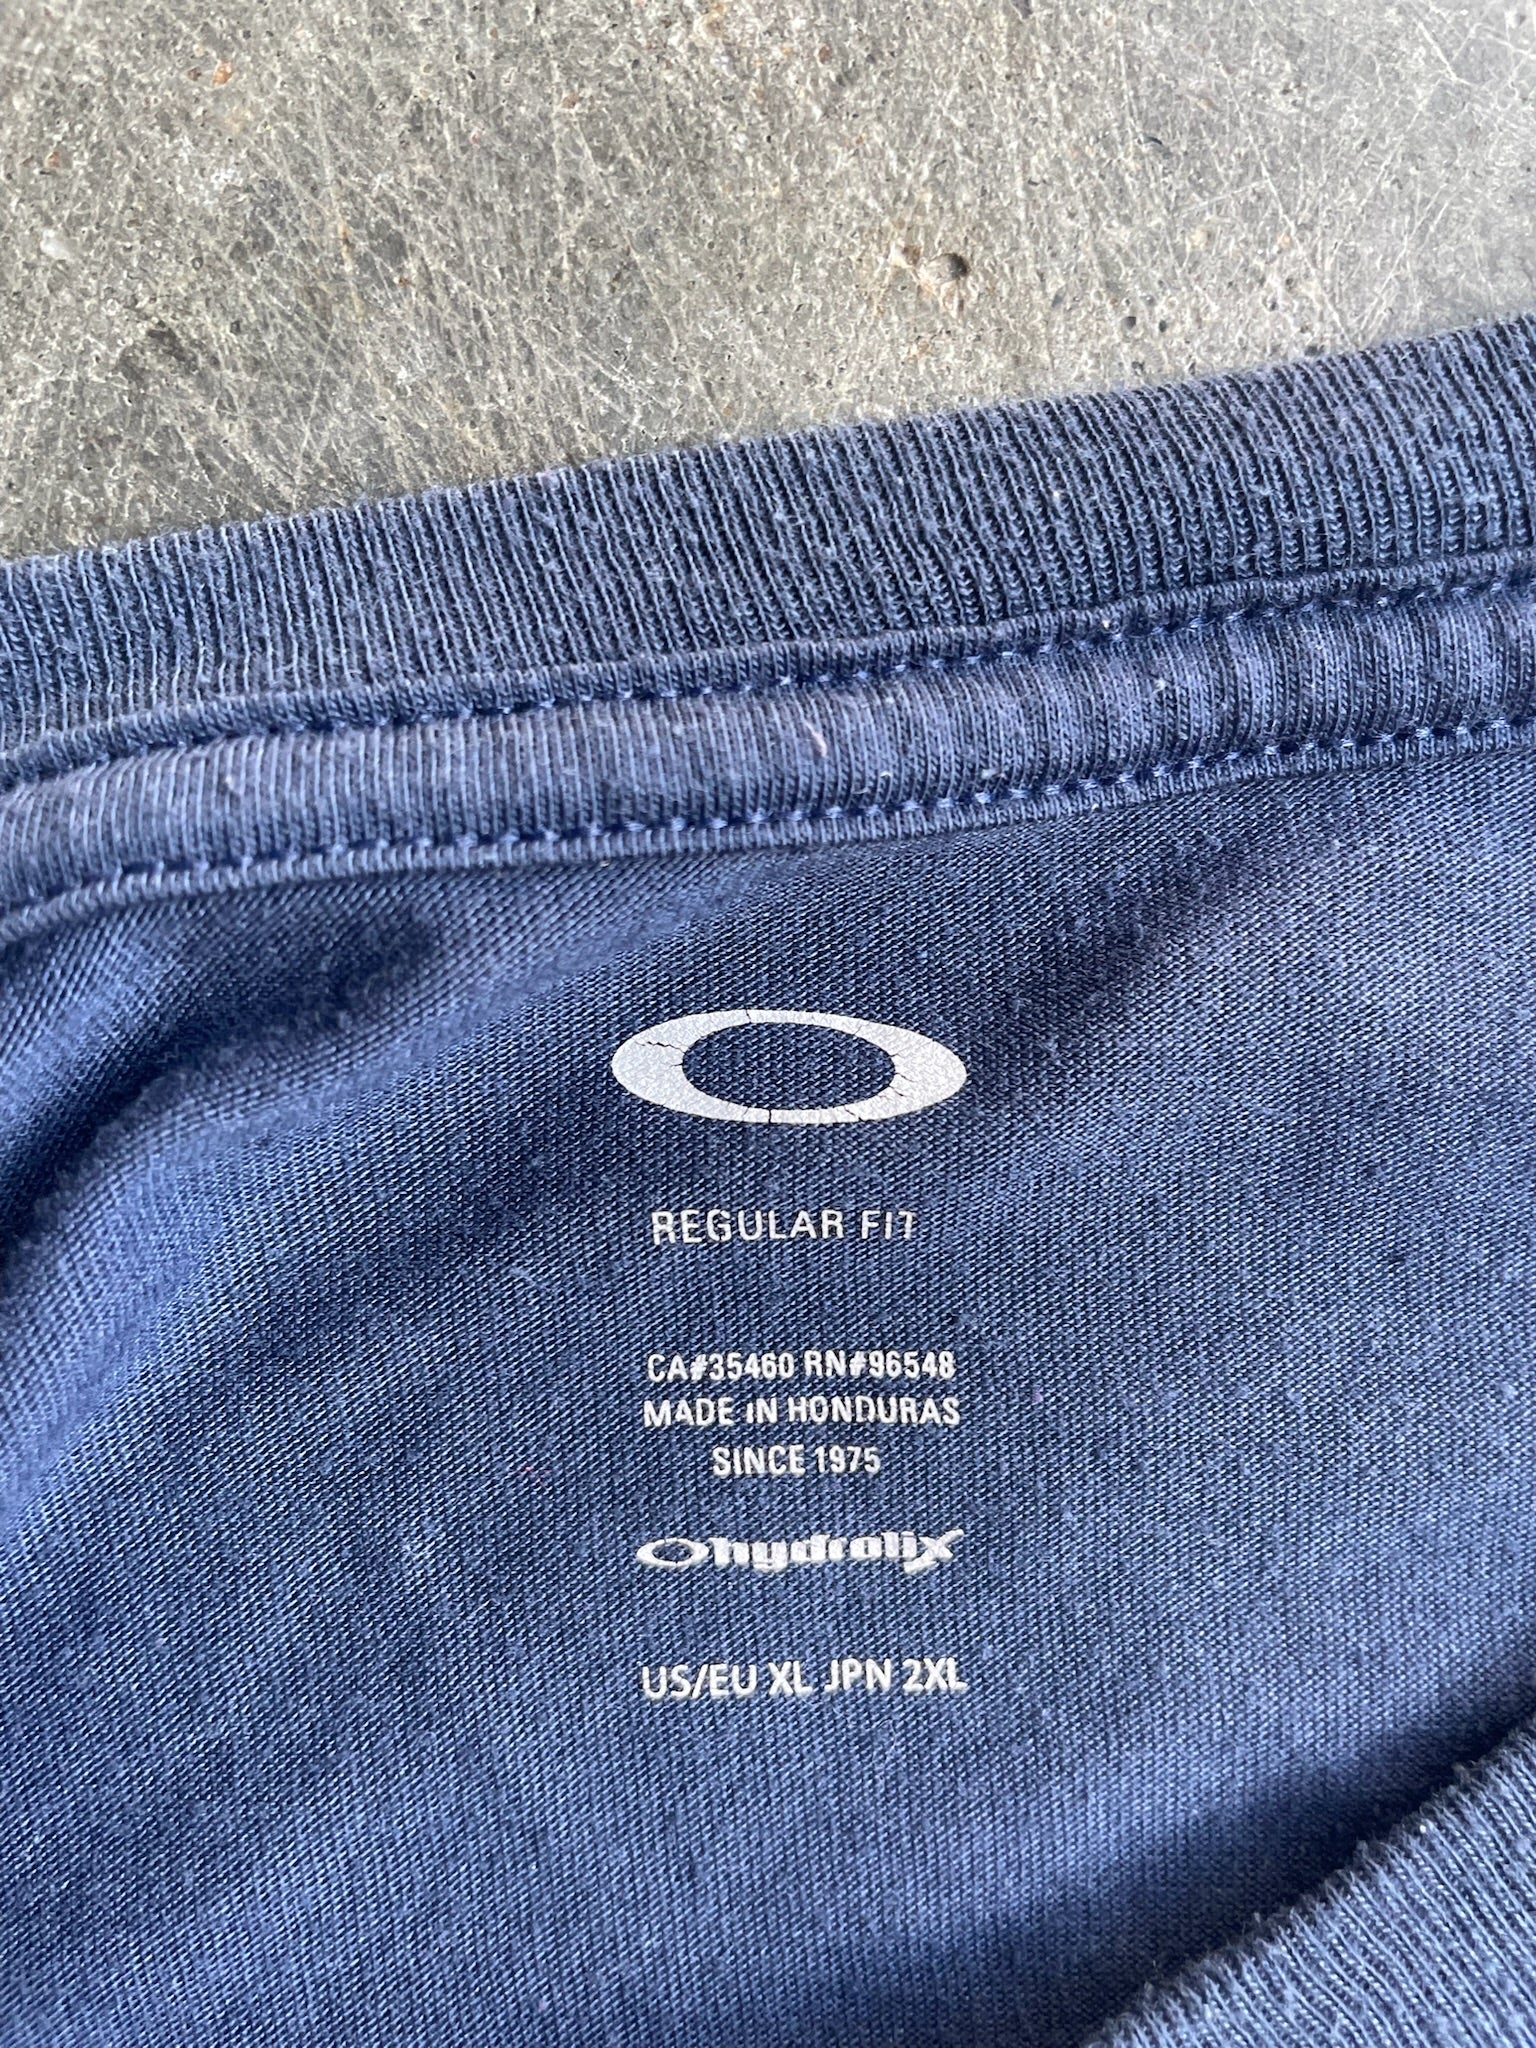 REGULAR FIT
CA#35460 RN#96548
MADE IN HONDURAS
SINCE 1975
hydrolix
US/EU XL JPN 2XL